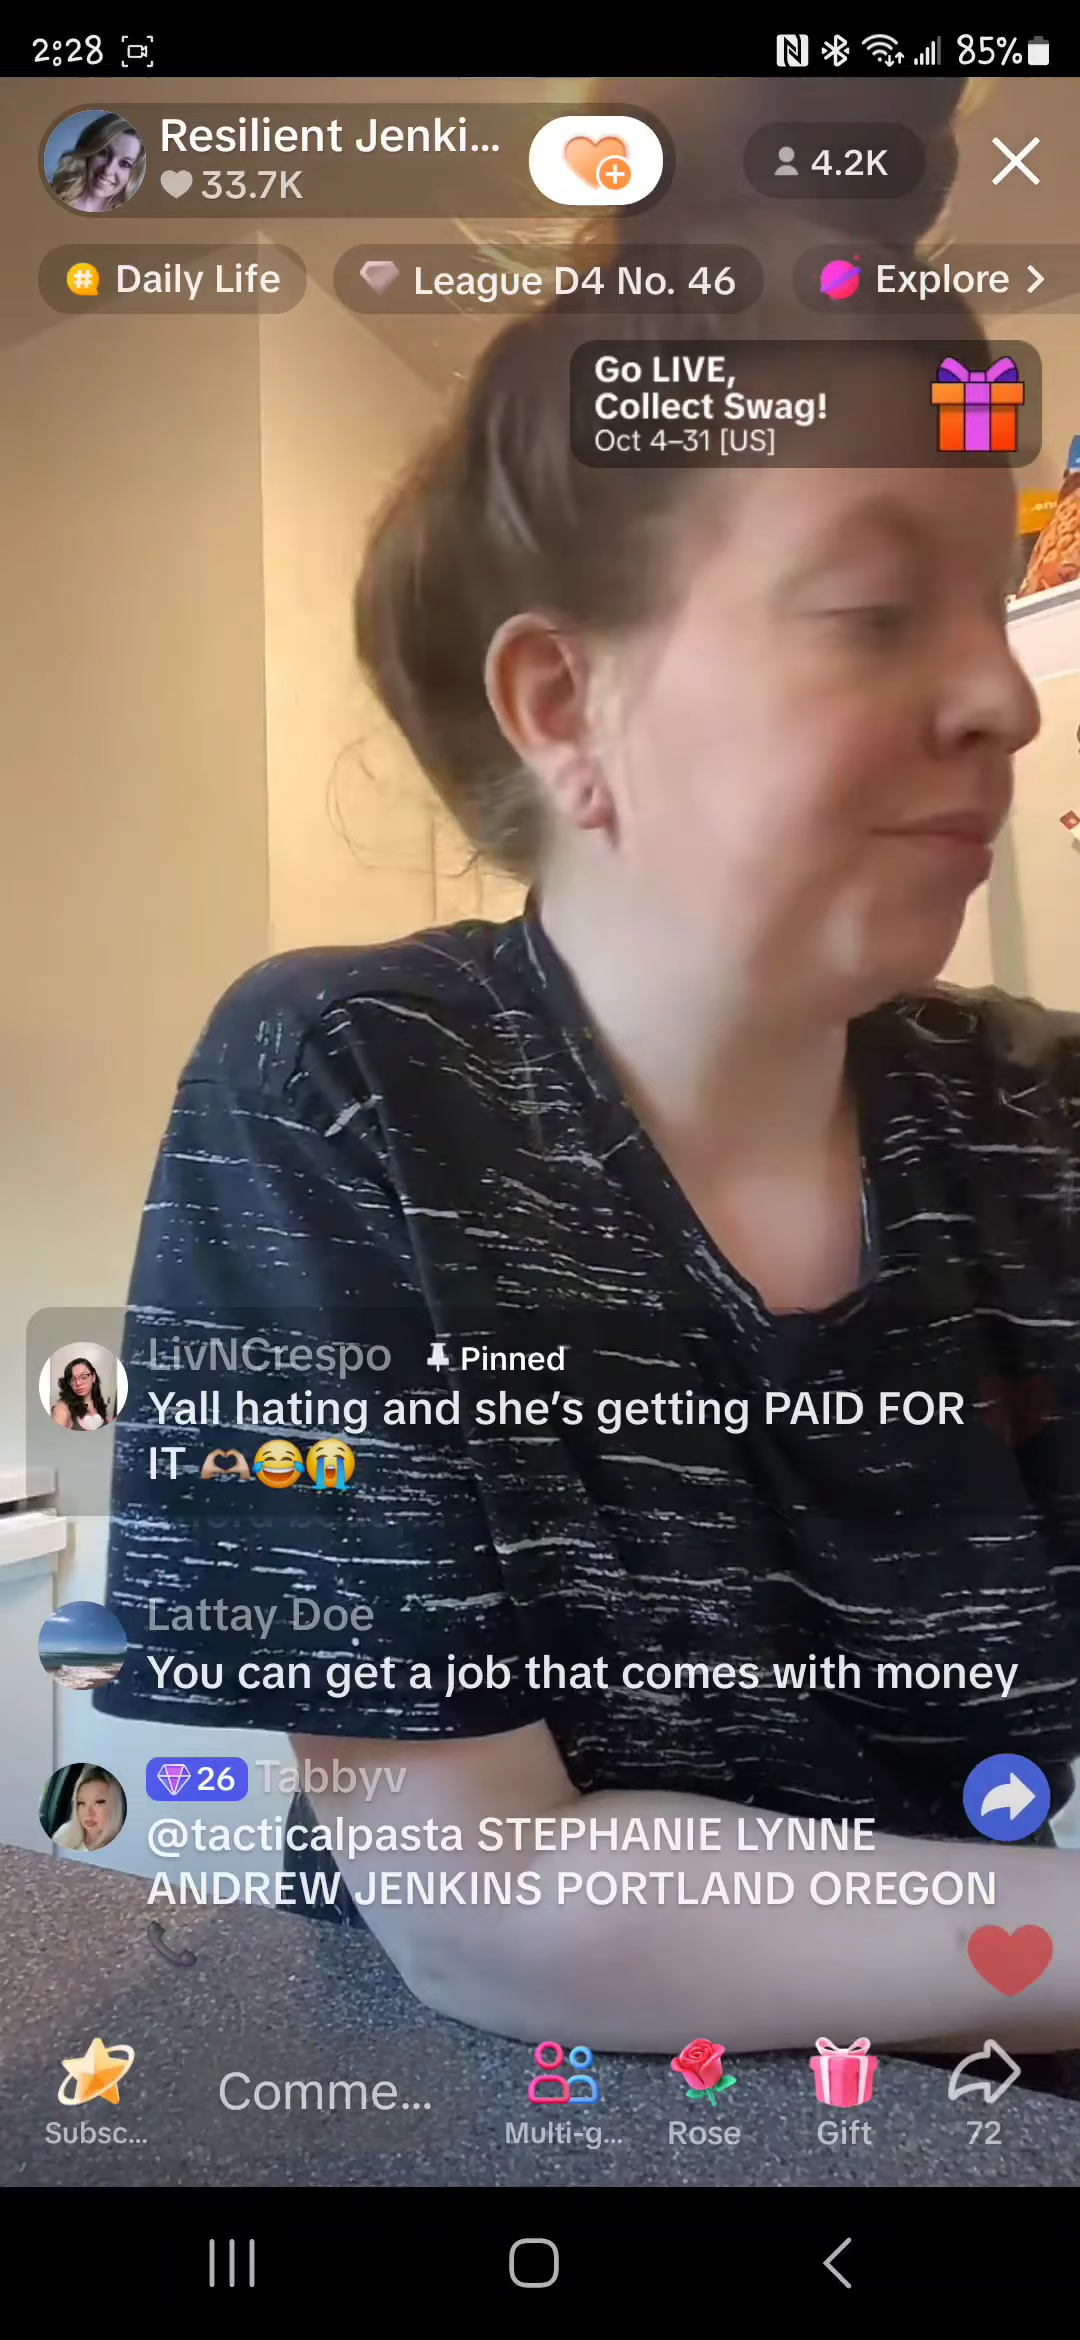 2:28 85%
Resilient Jenki...
33.7K
4.2K
Daily Life League D4 No. 46 Explore >
Go LIVE,
Collect Swag!
Oct 4–31 [US]
LivNCrespo Pinned
Yall hating and she’s getting PAID FOR
IT 🫶🏽😂😭
Lattay Doe
You can get a job that comes with money
26 Tabbyv
@tacticalpasta STEPHANIE LYNNE
ANDREW JENKINS PORTLAND OREGON
📞
Comme...
Subsc... Multi-g... Rose Gift 72